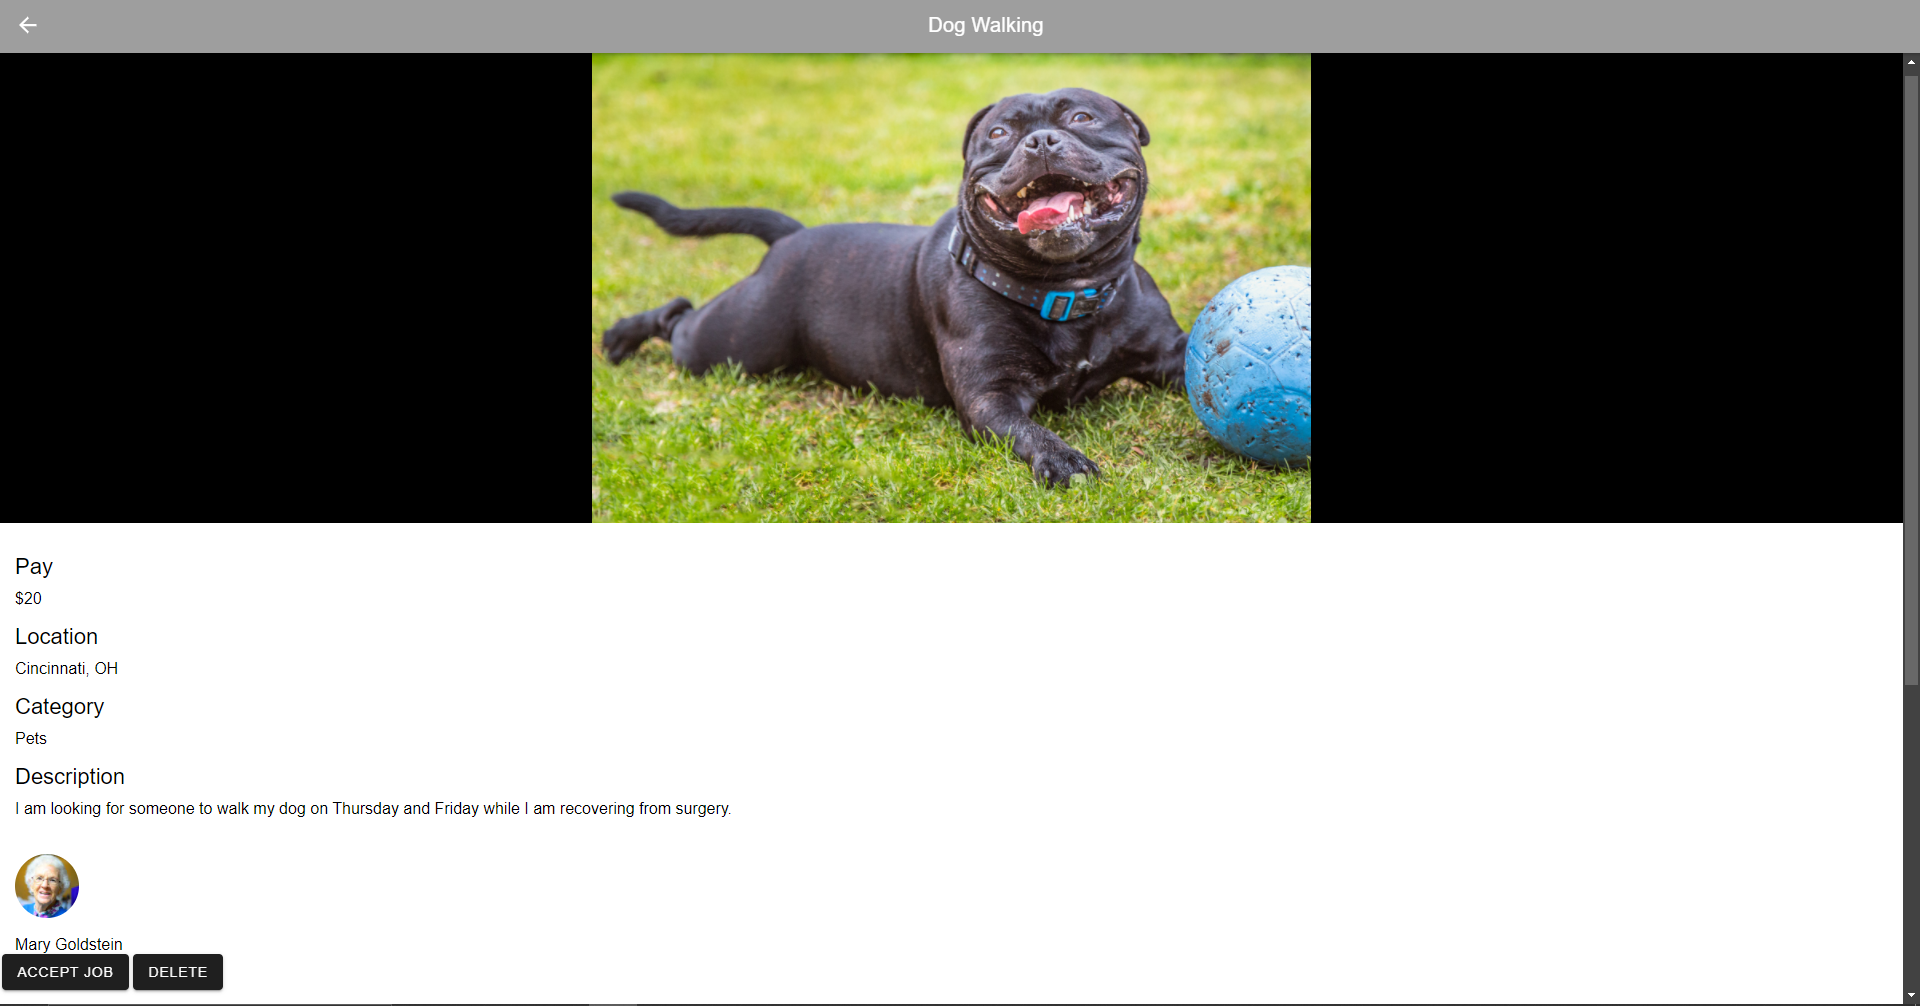 Dog Walking
Pay
$20
Location
Cincinnati, OH
Category
Pets
Description
I am looking for someone to walk my dog on Thursday and Friday while I am recovering from surgery.
Mary Goldstein
ACCEPT JOB DELETE